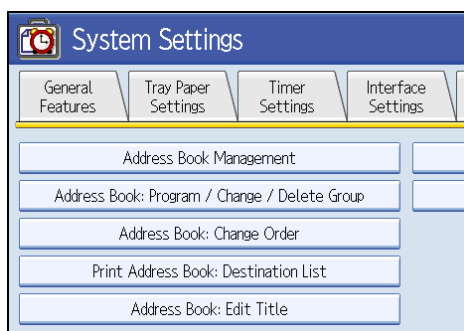 System Settings
General
Features
Tray Paper
Settings
Timer
Settings
Interface
Settings
Address Book Management
Address Book: Program / Change / Delete Group
Address Book: Change Order
Print Address Book: Destination List
Address Book: Edit Title